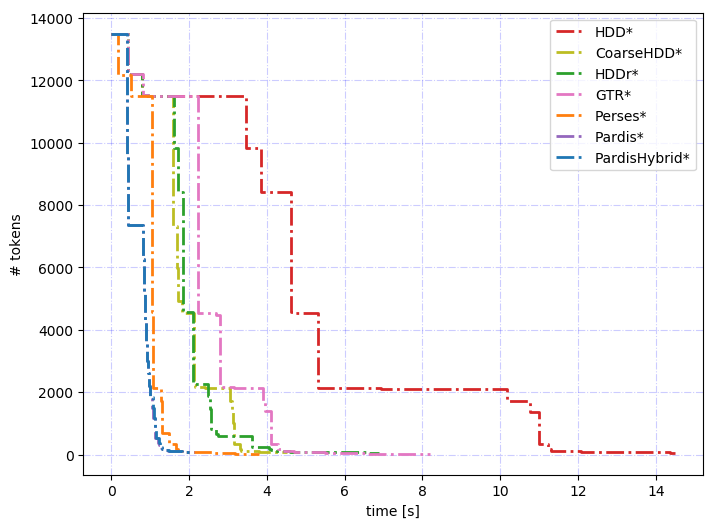 14000
12000
10000
8000
6000
4000
2000
0
# tokens
0 2 4 6 8 10 12 14
time [s]
HDD*
CoarseHDD*
HDDr*
GTR*
Perses*
Pardis*
PardisHybrid*